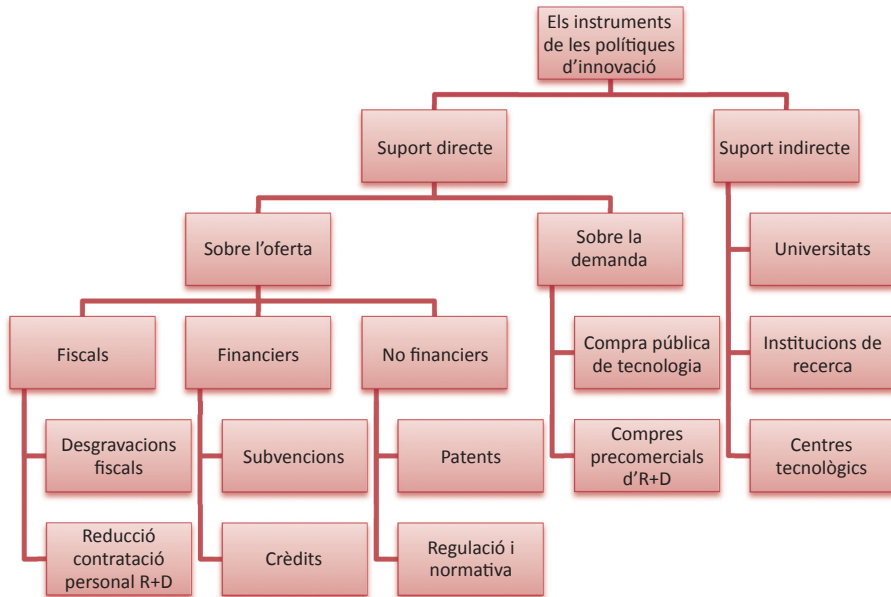 Els instruments
de les polítiques
d’innovació
Suport directe
Suport indirecte
Sobre l’oferta
Sobre la
demanda
Universitats
Fiscals
Financiers
No financiers
Compra pública
de tecnologia
Institucions de
recerca
Desgravacions
fiscals
Subvencions
Patents
Compres
precomercials
d’R+D
Centres
tecnològics
Reducció
contratació
personal R+D
Crèdits
Regulació i
normativa